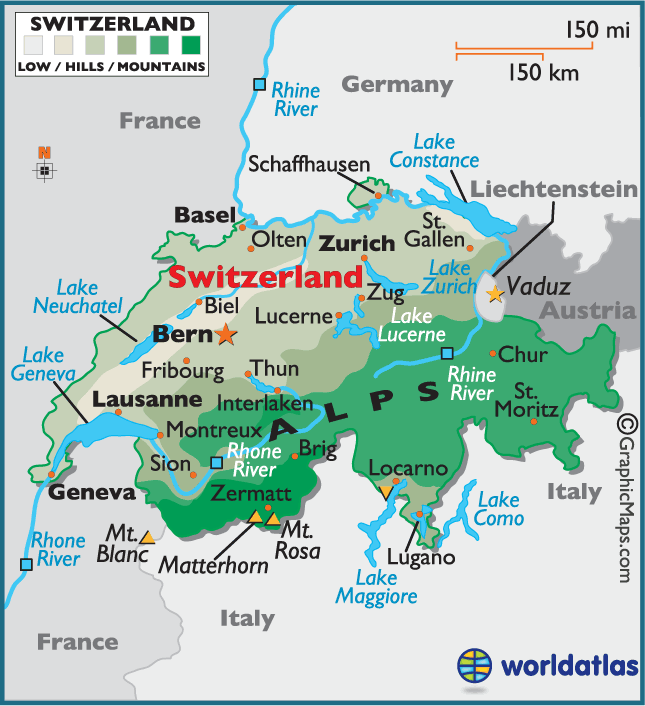 SWITZERLAND
LOW / HILLS / MOUNTAINS
150 mi
150 km
Germany
Rhine
River
France
N
Schaffhausen
Lake
Constance
Liechtenstein
Basel
Olten
Zurich
St.
Gallen
Switzerland
Lake
Zurich
Vaduz
Lake
Neuchatel
Biel
Zug
Austria
Bern
Lucerne
Lake
Lucerne
Lake
Geneva
Fribourg
Thun
Chur
Rhine
River
Lausanne
Interlaken
ALPS
St.
Moritz
Montreux
Rhone
River
Brig
Sion
Locarno
Geneva
Zermatt
Italy
Lake
Como
Mt.
Blanc
Matterhorn
Mt.
Rosa
Lugano
Rhone
River
Lake
Maggiore
Italy
France
©GraphicMaps.com
worldatlas